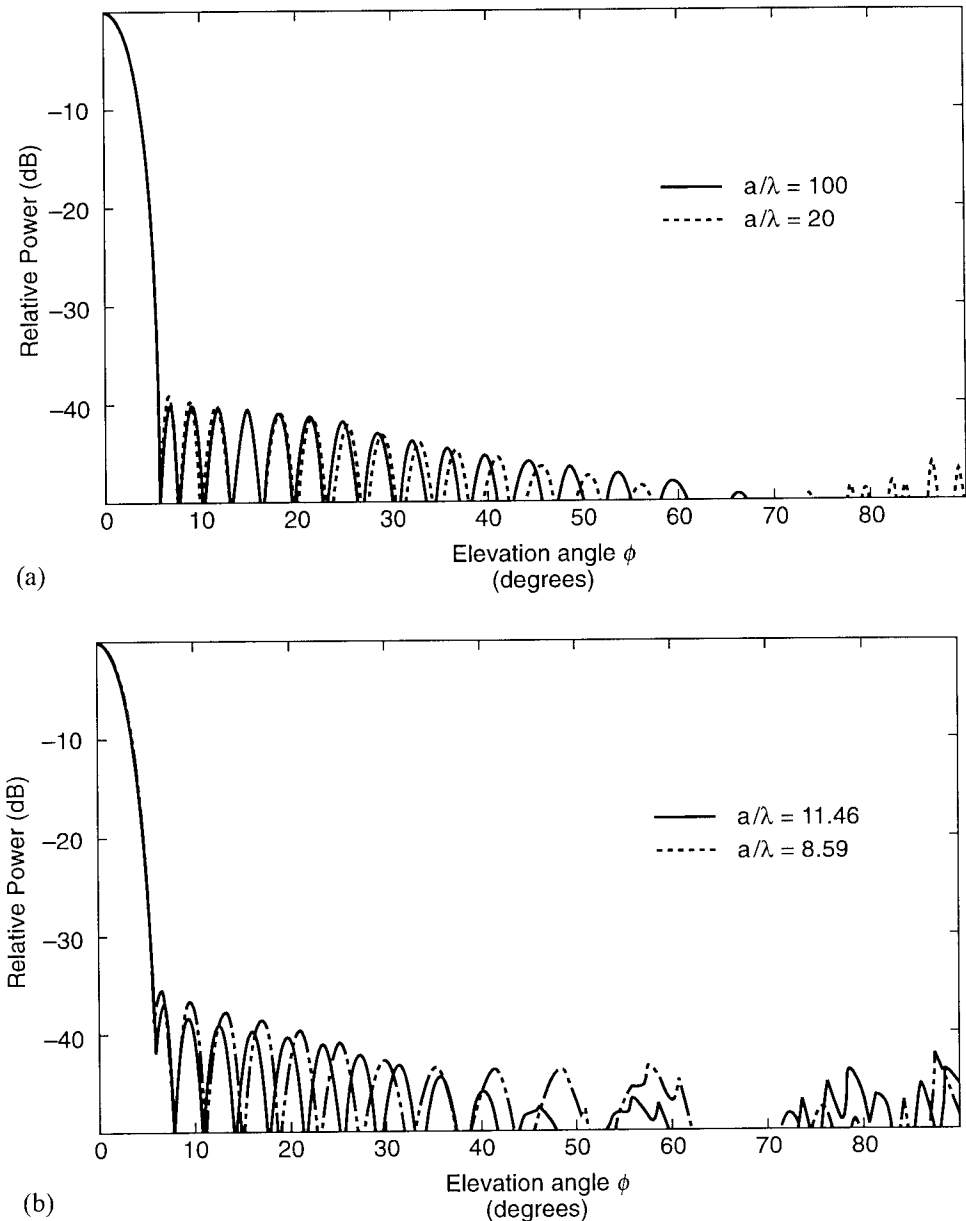 −10
−20
−30
−40
Relative Power (dB)
a/λ = 100
a/λ = 20
0 10 20 30 40 50 60 70 80
Elevation angle ϕ
(degrees)
(a)
−10
−20
−30
−40
Relative Power (dB)
a/λ = 11.46
a/λ = 8.59
0 10 20 30 40 50 60 70 80
Elevation angle ϕ
(degrees)
(b)